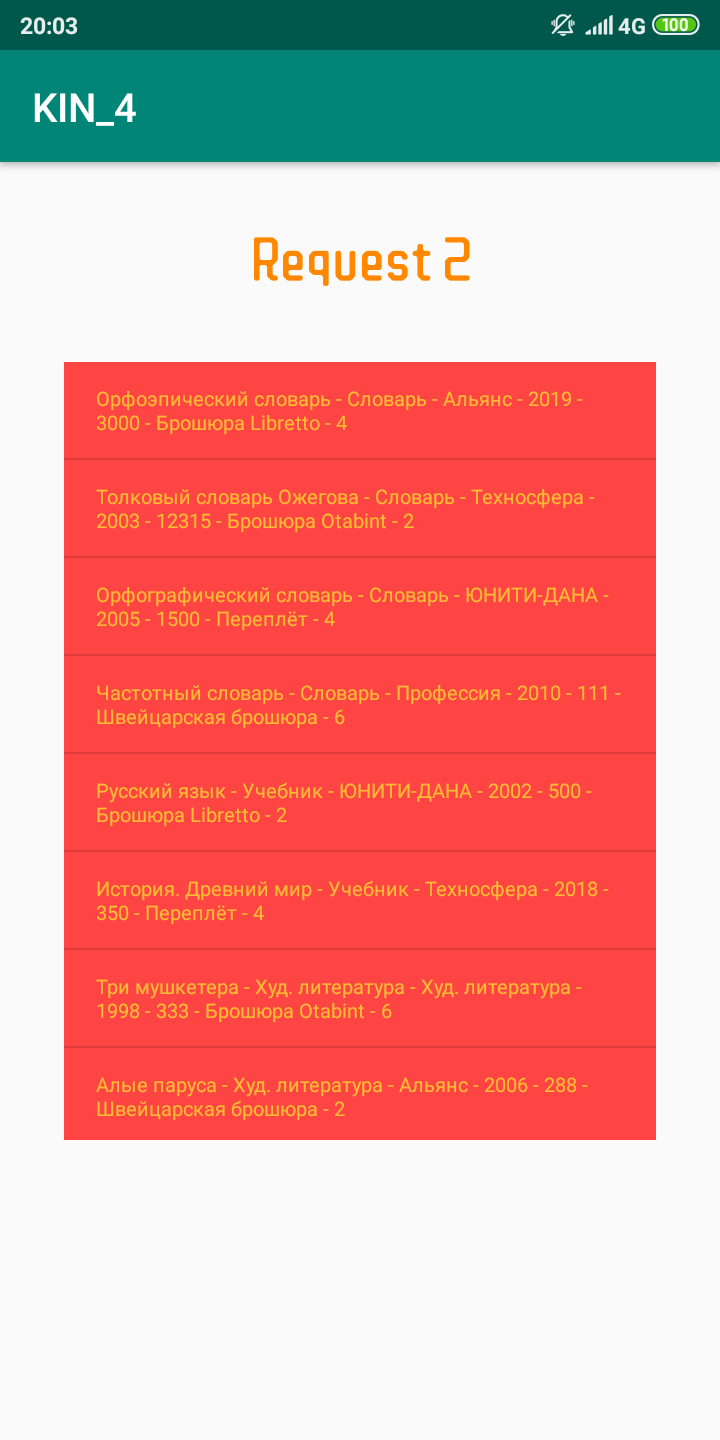 20:03
4G 100
KIN_4
Request 2
Орфоэпический словарь - Словарь - Альянс - 2019 -
3000 - Брошюра Libretto - 4
Толковый словарь Ожегова - Словарь - Техносфера -
2003 - 12315 - Брошюра Otabint - 2
Орфографический словарь - Словарь - ЮНИТИ-ДАНА -
2005 - 1500 - Переплёт - 4
Частотный словарь - Словарь - Профессия - 2010 - 111 -
Швейцарская брошюра - 6
Русский язык - Учебник - ЮНИТИ-ДАНА - 2002 - 500 -
Брошюра Libretto - 2
История. Древний мир - Учебник - Техносфера - 2018 -
350 - Переплёт - 4
Три мушкетера - Худ. литература - Худ. литература -
1998 - 333 - Брошюра Otabint - 6
Алые паруса - Худ. литература - Альянс - 2006 - 288 -
Швейцарская брошюра - 2